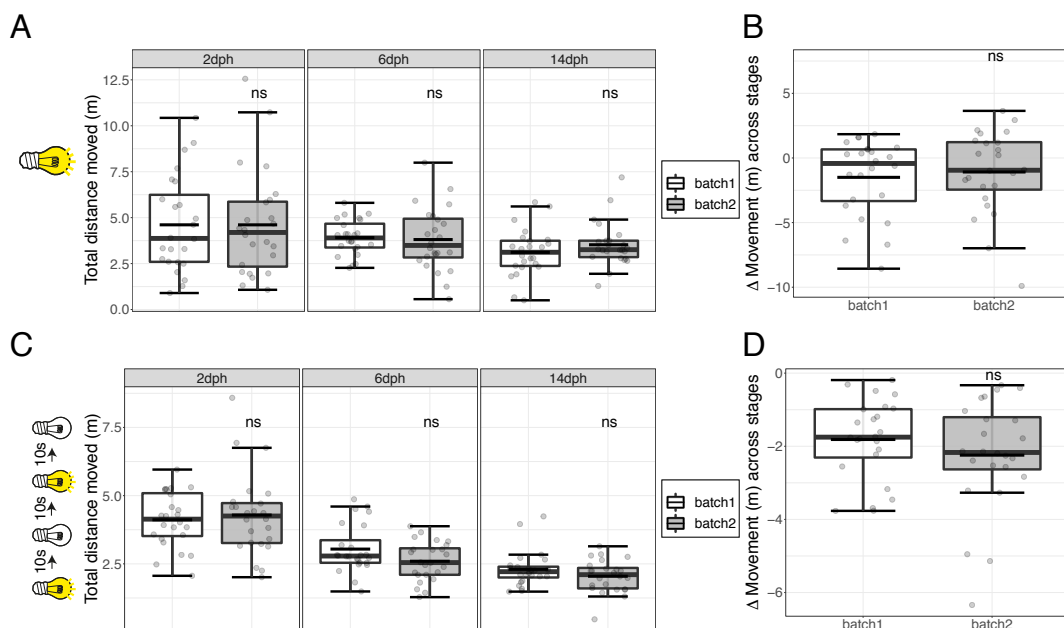 A
2dph
6dph
14dph
ns
ns
ns
Total distance moved (m)
12.5
10.0
7.5
5.0
2.5
0.0
batch1
batch2
B
ns
Δ Movement (m) across stages
5
0
−5
−10
batch1
batch2
C
2dph
6dph
14dph
ns
ns
ns
Total distance moved (m)
7.5
5.0
2.5
10s
10s
10s
batch1
batch2
D
ns
Δ Movement (m) across stages
0
−2
−4
−6
batch1
batch2